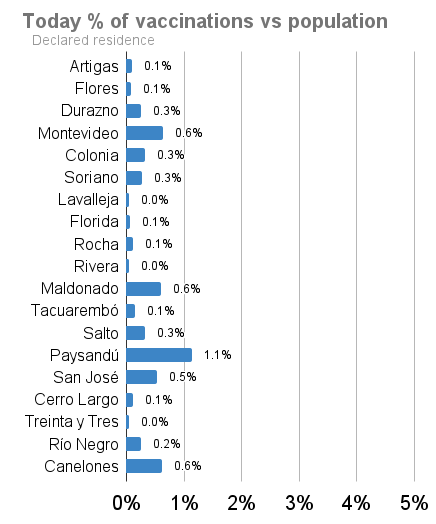 Today % of vaccinations vs population
Declared residence
Artigas 0.1%
Flores 0.1%
Durazno 0.3%
Montevideo 0.6%
Colonia 0.3%
Soriano 0.3%
Lavalleja 0.0%
Florida 0.1%
Rocha 0.1%
Rivera 0.0%
Maldonado 0.6%
Tacuarembó 0.1%
Salto 0.3%
Paysandú 1.1%
San José 0.5%
Cerro Largo 0.1%
Treinta y Tres 0.0%
Río Negro 0.2%
Canelones 0.6%
0% 1% 2% 3% 4% 5%